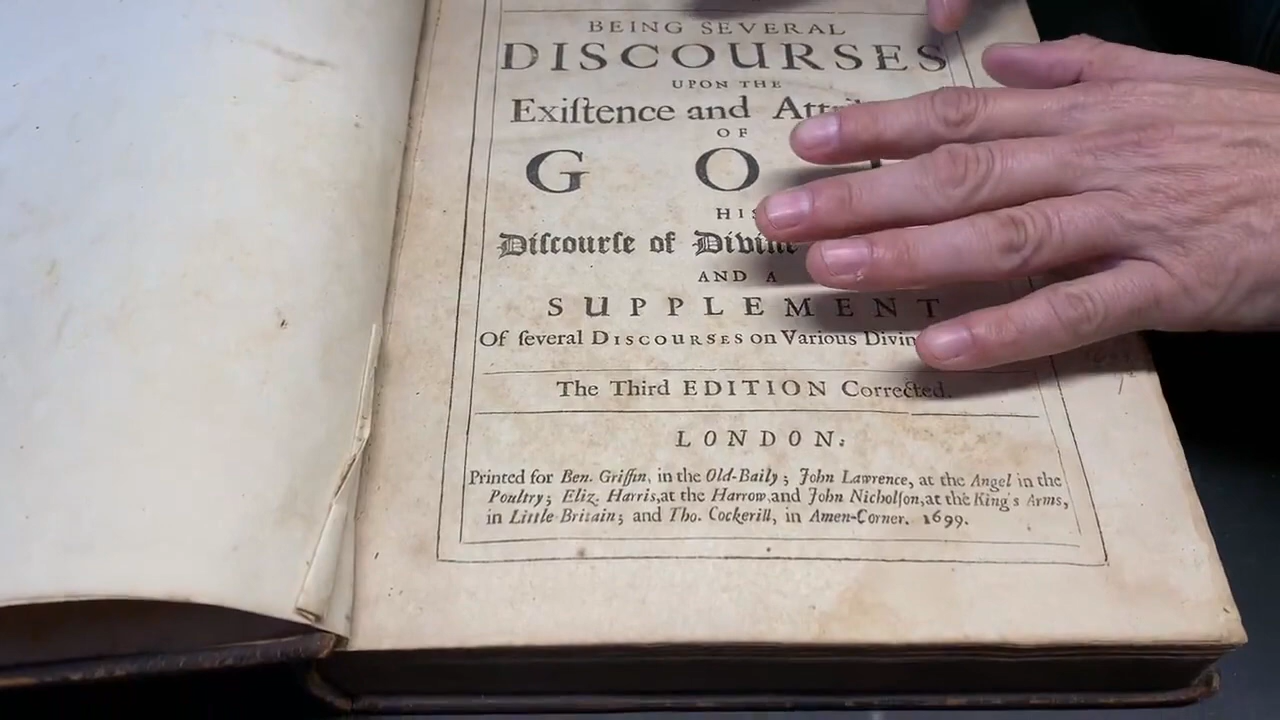 BEING SEVERAL
DISCOURSES
UPON THE
Exiſtence and
OF
G O
HIS
Diſcourſe of Divine
AND A
SUPPLEMENT
Of ſeveral DISCOURSES on Various
The Third EDITION Corrected.
LONDON:
Printed for Ben. Griffin, in the Old-Baily; John Lawrence, at the Angel in the
Poultry; Eliz. Harris, at the Harrow, and John Nicholſon, at the King's Arms,
in Little Britain; and Tho. Cockerill, in Amen-Corner. 1699.